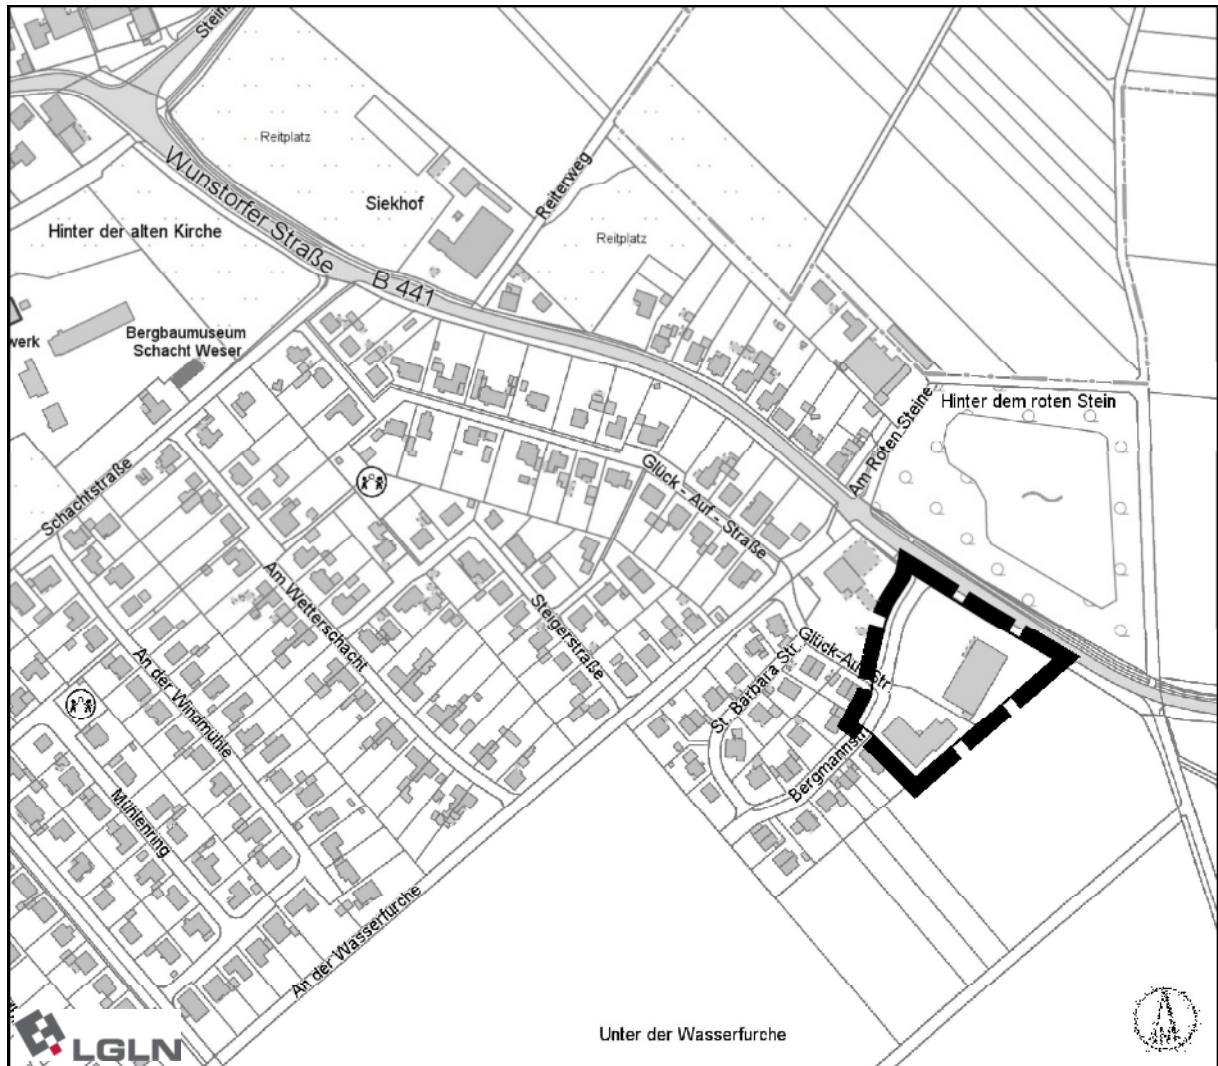 Reitplatz
Wunstorfer Straße
Siekhof
Reiterweg
Hinter der alten Kirche
Reitplatz
B 441
werk
Bergbaumuseum
Schacht Weser
Hinter dem roten Stein
Am Roten Steine
Schachtstraße
Glück - Auf - Straße
Am Wetterschacht
Steigerstraße
Glück-Auf-Str.
St. Barbara Str.
An der Windmühle
Bergmannstr.
Mühlenring
An der Wasserfurche
Unter der Wasserfurche
LGLN